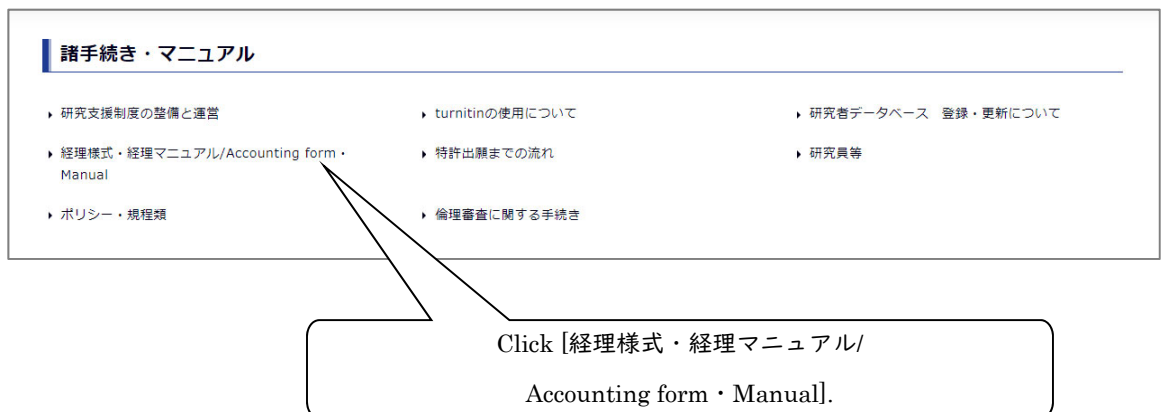 諸手続き・マニュアル
研究支援制度の整備と運営
turnitinの使用について
研究者データベース　登録・更新について
経理様式・経理マニュアル/Accounting form・
Manual
特許出願までの流れ
研究員等
ポリシー・規程類
倫理審査に関する手続き
Click [経理様式・経理マニュアル/
Accounting form・Manual].